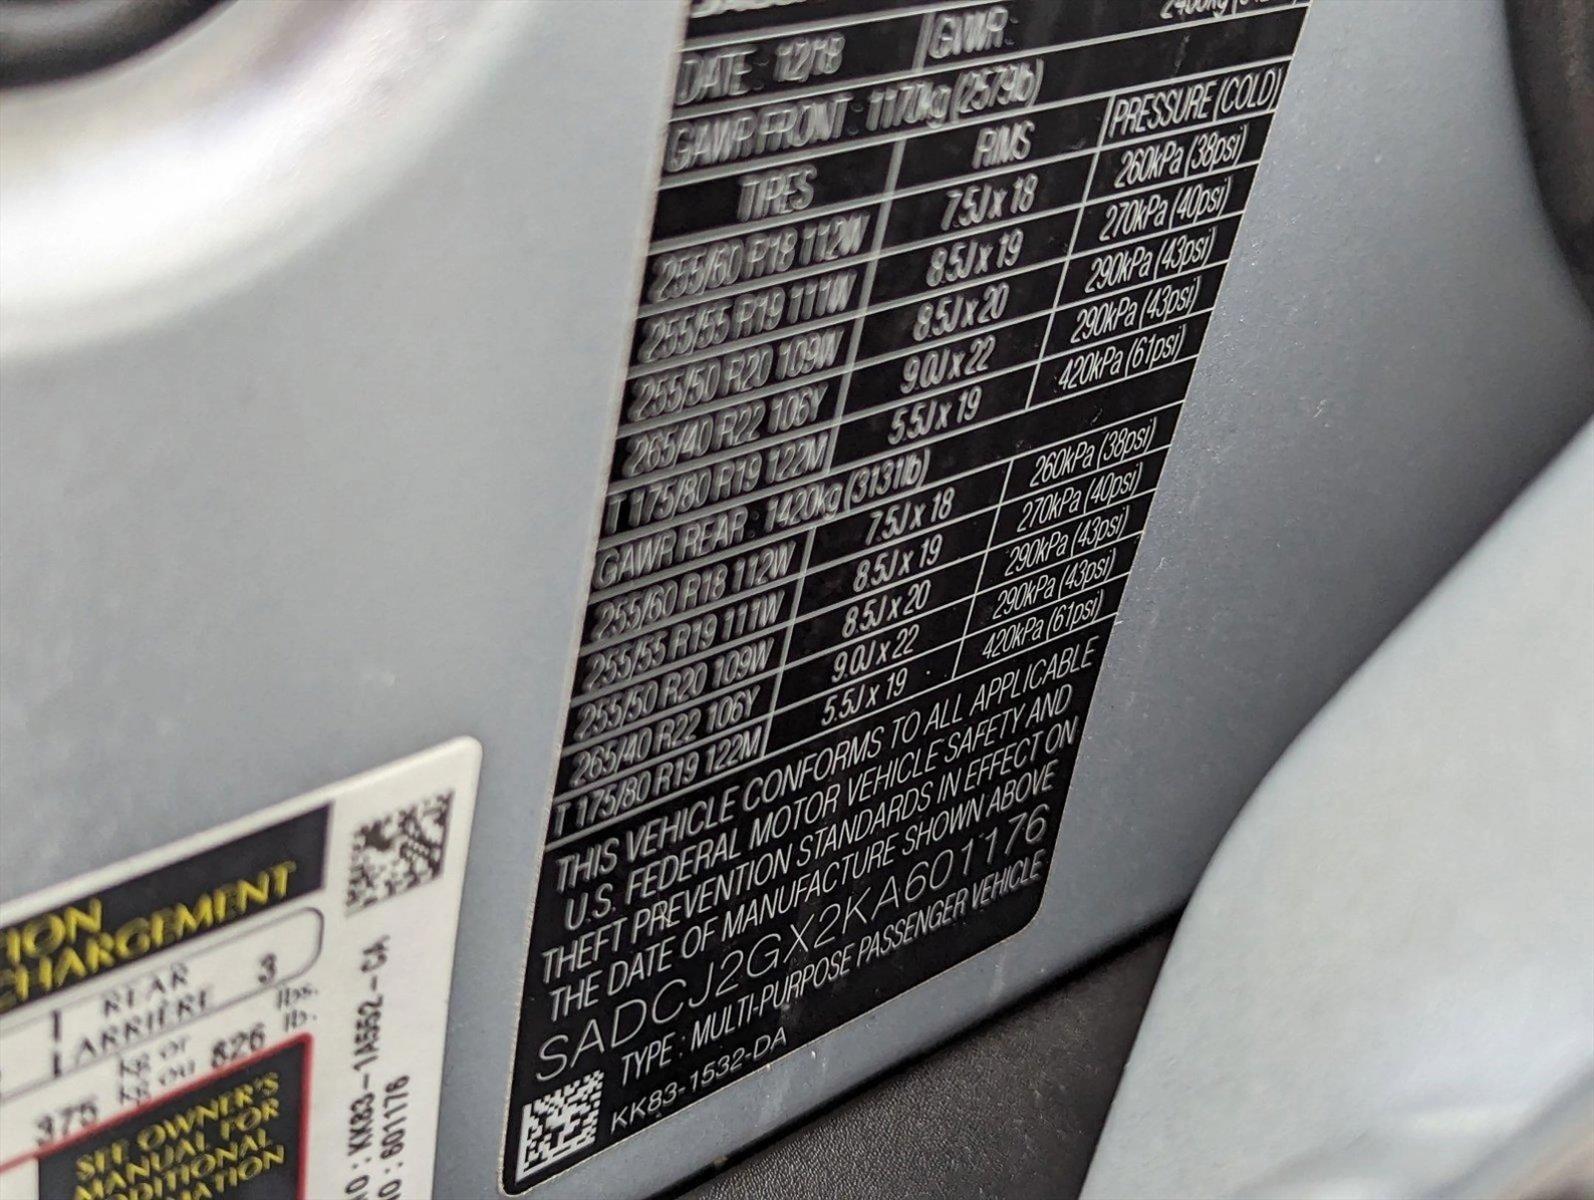 DATE : 12/18 GVWR :
GAWR FRONT : 1170kg (2579lb)
TIRES RIMS PRESSURE (COLD)
255/60 R18 112W 7.5J x 18 260kPa (38psi)
255/55 R19 111W 8.5J x 19 270kPa (40psi)
255/50 R20 109W 8.5J x 20 290kPa (43psi)
265/40 R22 106Y 9.0J x 22 290kPa (43psi)
T 175/80 R19 122M 5.5J x 19 420kPa (61psi)
GAWR REAR : 1420kg (3131lb)
255/60 R18 112W 7.5J x 18 260kPa (38psi)
255/55 R19 111W 8.5J x 19 270kPa (40psi)
255/50 R20 109W 8.5J x 20 290kPa (43psi)
265/40 R22 106Y 9.0J x 22 290kPa (43psi)
T 175/80 R19 122M 5.5J x 19 420kPa (61psi)
THIS VEHICLE CONFORMS TO ALL APPLICABLE
U.S. FEDERAL MOTOR VEHICLE SAFETY AND
THEFT PREVENTION STANDARDS IN EFFECT ON
THE DATE OF MANUFACTURE SHOWN ABOVE
SADCJ2GX2KA601176
TYPE : MULTI-PURPOSE PASSENGER VEHICLE
KK83-1532-DA
TION
CHARGEMENT
REAR
ARRIÈRE 3
375 kg or 826 lbs.
kg ou lb.
SEE OWNER'S
MANUAL FOR
ADDITIONAL
: KK83-1A552-CA
: 601176